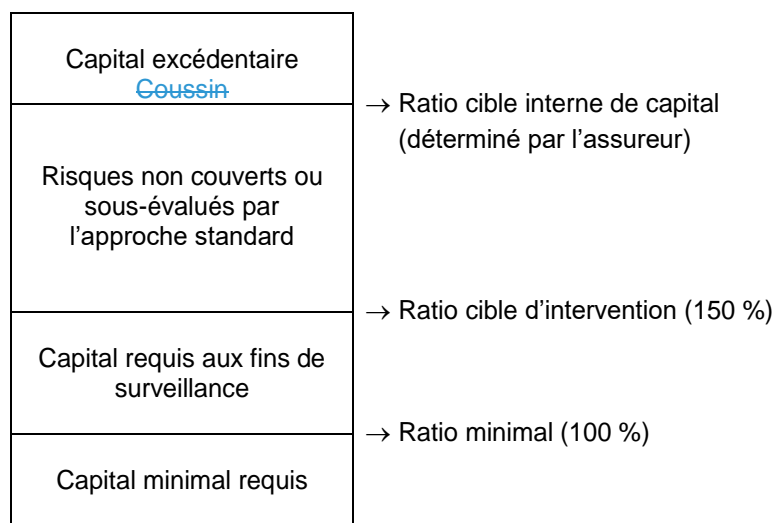 Capital excédentaire
Coussin
→ Ratio cible interne de capital
(déterminé par l'assureur)
Risques non couverts ou
sous-évalués par
l'approche standard
→ Ratio cible d'intervention (150 %)
Capital requis aux fins de
surveillance
→ Ratio minimal (100 %)
Capital minimal requis